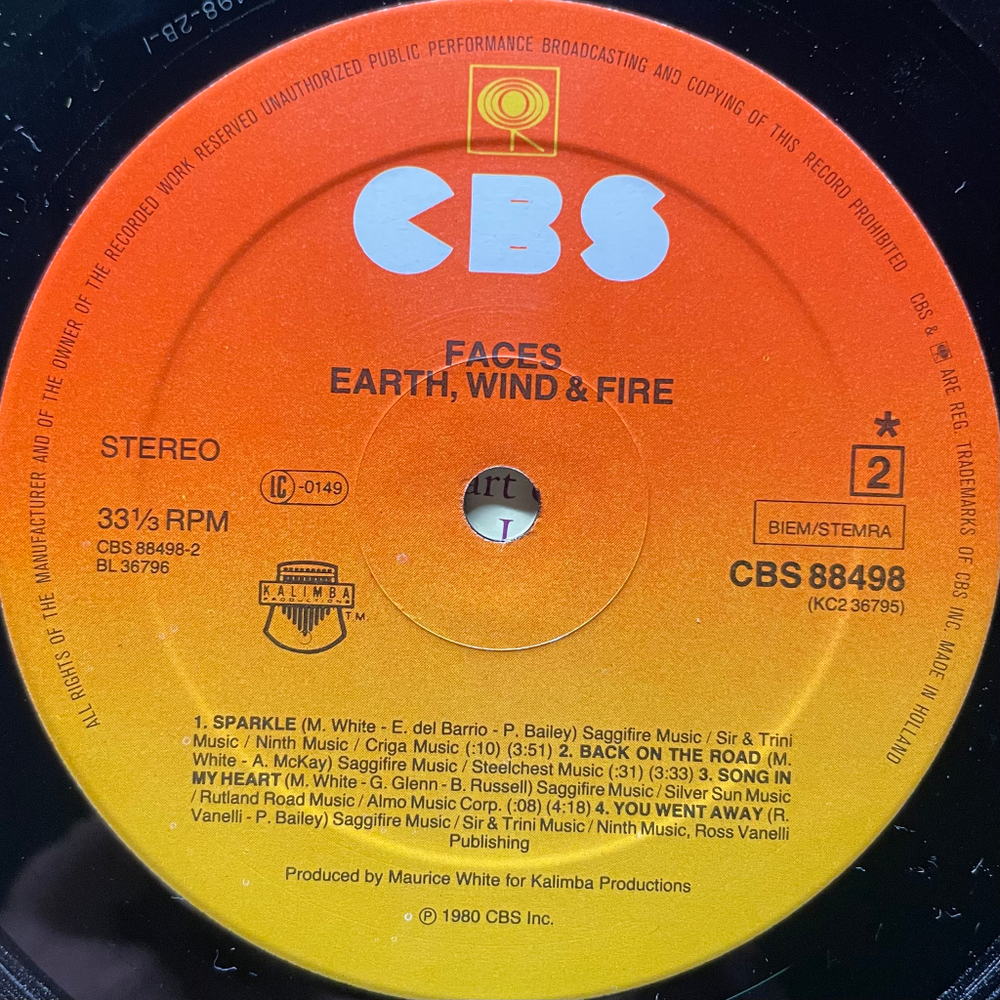 498-2B-1
ALL RIGHTS OF THE MANUFACTURER AND OF THE OWNER OF THE RECORDED WORK RESERVED UNAUTHORIZED PUBLIC PERFORMANCE BROADCASTING AND COPYING OF THIS RECORD PROHIBITED
CBS & ARE REG. TRADEMARKS OF CBS INC. MADE IN HOLLAND
CBS
FACES
EARTH, WIND & FIRE
STEREO
LC -0149
33⅓ RPM
CBS 88498-2
BL 36796
KALIMBA
PRODUCTIONS
T.M.
*
2
BIEM/STEMRA
CBS 88498
(KC2 36795)
art
I
1. SPARKLE (M. White - E. del Barrio - P. Bailey) Saggifire Music / Sir & Trini
Music / Ninth Music / Criga Music (:10) (3:51) 2. BACK ON THE ROAD (M.
White - A. McKay) Saggifire Music / Steelchest Music (:31) (3:33) 3. SONG IN
MY HEART (M. White - G. Glenn - B. Russell) Saggifire Music / Silver Sun Music
/ Rutland Road Music / Almo Music Corp. (:08) (4:18) 4. YOU WENT AWAY (R.
Vanelli - P. Bailey) Saggifire Music / Sir & Trini Music / Ninth Music, Ross Vanelli
Publishing
Produced by Maurice White for Kalimba Productions
℗ 1980 CBS Inc.